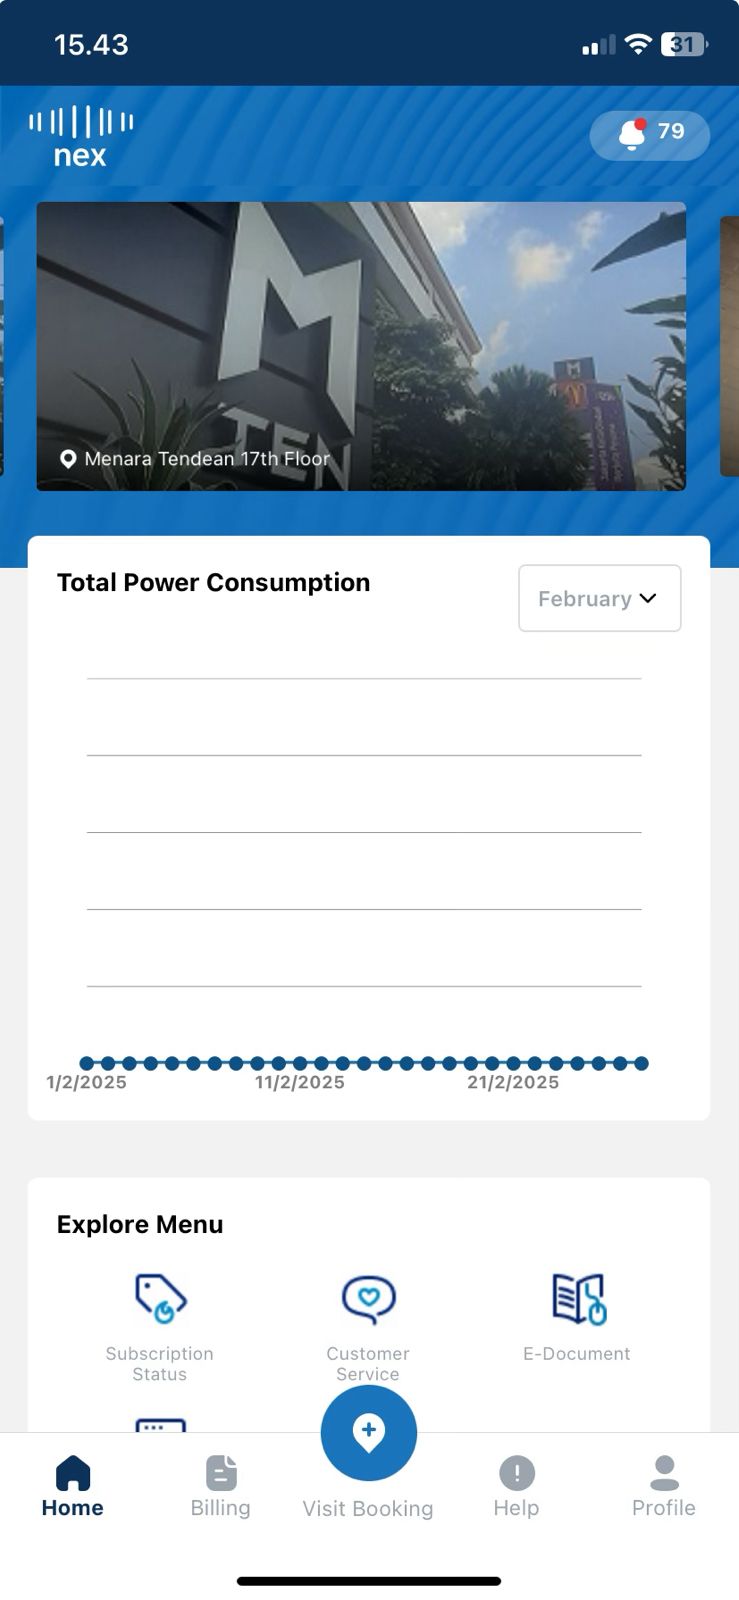 15.43
31
nex
79
M
TEN
Menara Tendean 17th Floor
Total Power Consumption
February
1/2/2025
11/2/2025
21/2/2025
Explore Menu
Subscription
Status
Customer
Service
E-Document
Home
Billing
Visit Booking
Help
Profile